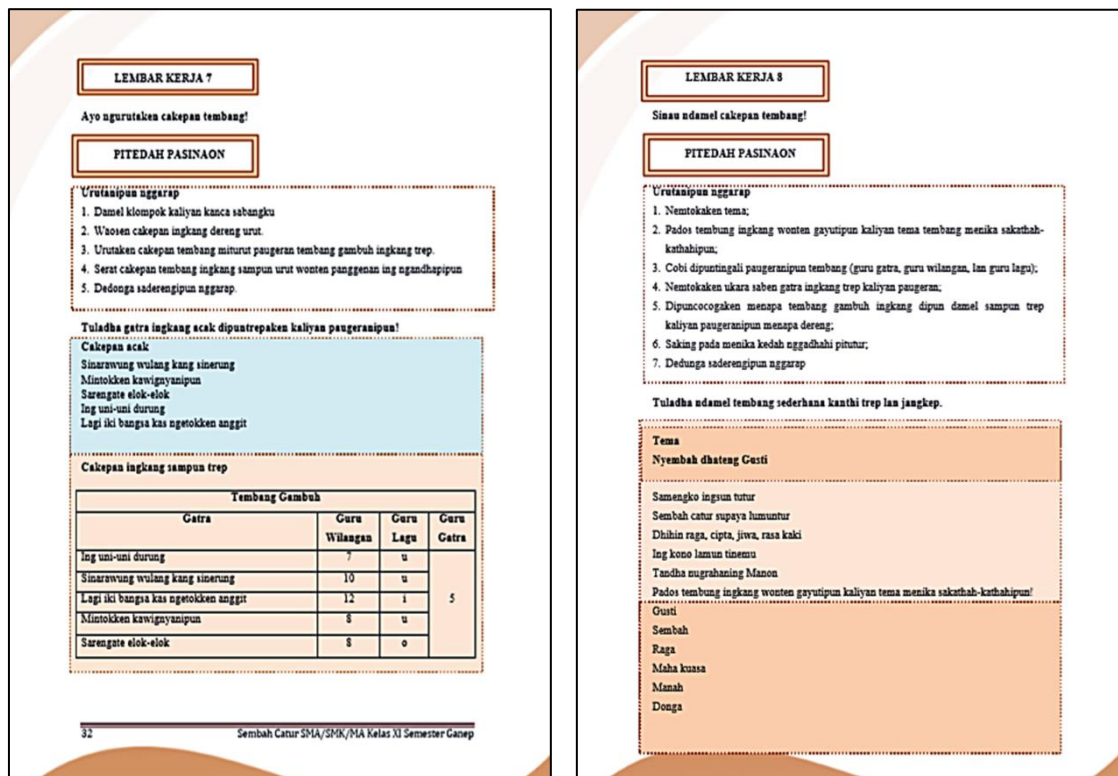 LEMBAR KERJA 7
Ayo ngurutaken cakepan tembang!
PITEDAH PASINAON
Urutanipun nggarap
1. Damel klompok kaliyan kanca sabangku
2. Waosen cakepan ingkang dereng urut.
3. Urutaken cakepan tembang miturut paugeran tembang gambuh ingkang trep.
4. Serat cakepan tembang ingkang sampun urut wonten panggenan ing ngandhapipun
5. Dedonga saderengipun nggarap.
Tuladha gatra ingkang acak dipuntrepaken kaliyan paugeranipun!
Cakepan acak
Sinarawung wulang kang sinerung
Mintokken kawignyanipun
Sarengate elok-elok
Ing uni-uni durung
Lagi iki bangsa kas ngetokken anggit
Cakepan ingkang sampun trep
Tembang Gambuh
Gatra Guru Wilangan Guru Lagu Guru Gatra
Ing uni-uni durung 7 u
Sinarawung wulang kang sinerung 10 u
Lagi iki bangsa kas ngetokken anggit 12 i 5
Mintokken kawignyanipun 8 u
Sarengate elok-elok 8 o
32 Sembah Catur SMA/SMK/MA Kelas XI Semester Ganep
LEMBAR KERJA 8
Sinau ndamel cakepan tembang!
PITEDAH PASINAON
Urutanipun nggarap
1. Nemtokaken tema;
2. Pados tembung ingkang wonten gayutipun kaliyan tema tembang menika sakathah-
kathahipun;
3. Cobi dipuntingali paugeranipun tembang (guru gatra, guru wilangan, lan guru lagu);
4. Nemtokaken ukara saben gatra ingkang trep kaliyan paugeran;
5. Dipuncocogaken menapa tembang gambuh ingkang dipun damel sampun trep
kaliyan paugeranipun menapa dereng;
6. Saking pada menika kedah nggadhahi pitutur;
7. Dedunga saderengipun nggarap
Tuladha ndamel tembang sederhana kanthi trep lan jangkep.
Tema
Nyembah dhateng Gusti
Samengko ingsun tutur
Sembah catur supaya lumuntur
Dhihin raga, cipta, jiwa, rasa kaki
Ing kono lamun tinemu
Tandha nugrahaning Manon
Pados tembung ingkang wonten gayutipun kaliyan tema menika sakathah-kathahipun!
Gusti
Sembah
Raga
Maha kuasa
Manah
Donga